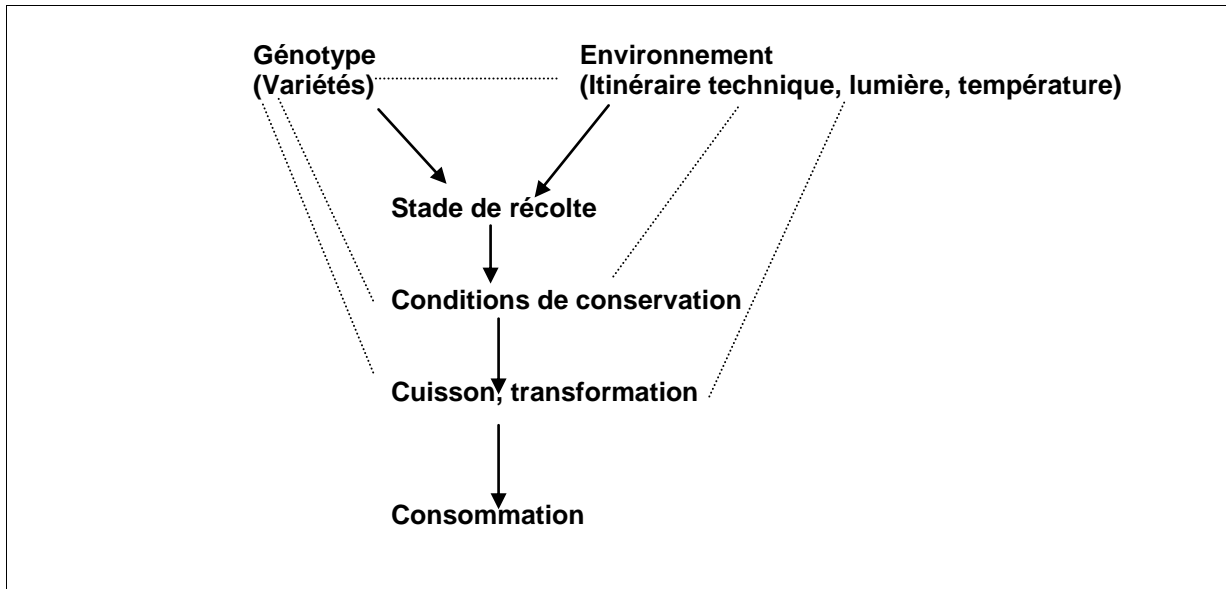 Génotype
(Variétés)
Environnement
(Itinéraire technique, lumière, température)
Stade de récolte
Conditions de conservation
Cuisson, transformation
Consommation